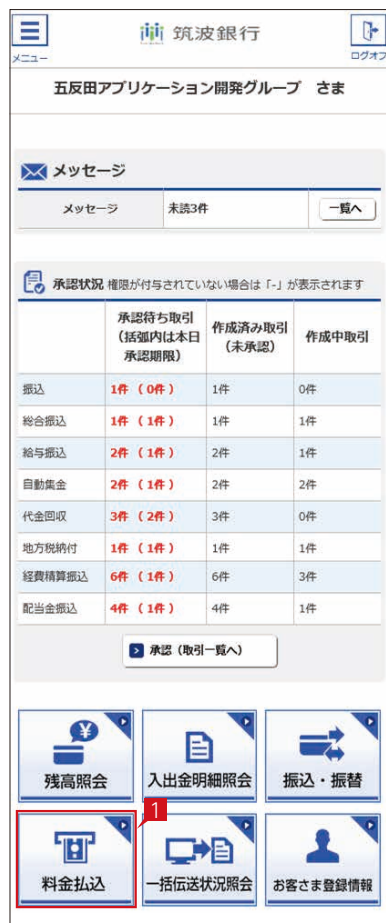 筑波銀行
メニュー
ログオフ
五反田アプリケーション開発グループ さま
メッセージ
メッセージ 未読3件 一覧へ
承認状況 権限が付与されていない場合は「-」が表示されます
承認待ち取引
(括弧内は本日
承認期限)
作成済み取引
(未承認)
作成中取引
振込 1件 (0件) 1件 0件
総合振込 1件 (1件) 1件 1件
給与振込 2件 (1件) 2件 1件
自動集金 2件 (1件) 2件 2件
代金回収 3件 (2件) 3件 0件
地方税納付 1件 (1件) 1件 1件
経費精算振込 6件 (1件) 6件 3件
配当金振込 4件 (1件) 4件 1件
承認(取引一覧へ)
¥
残高照会 入出金明細照会 振込・振替
1
料金払込 一括伝送状況照会 お客さま登録情報